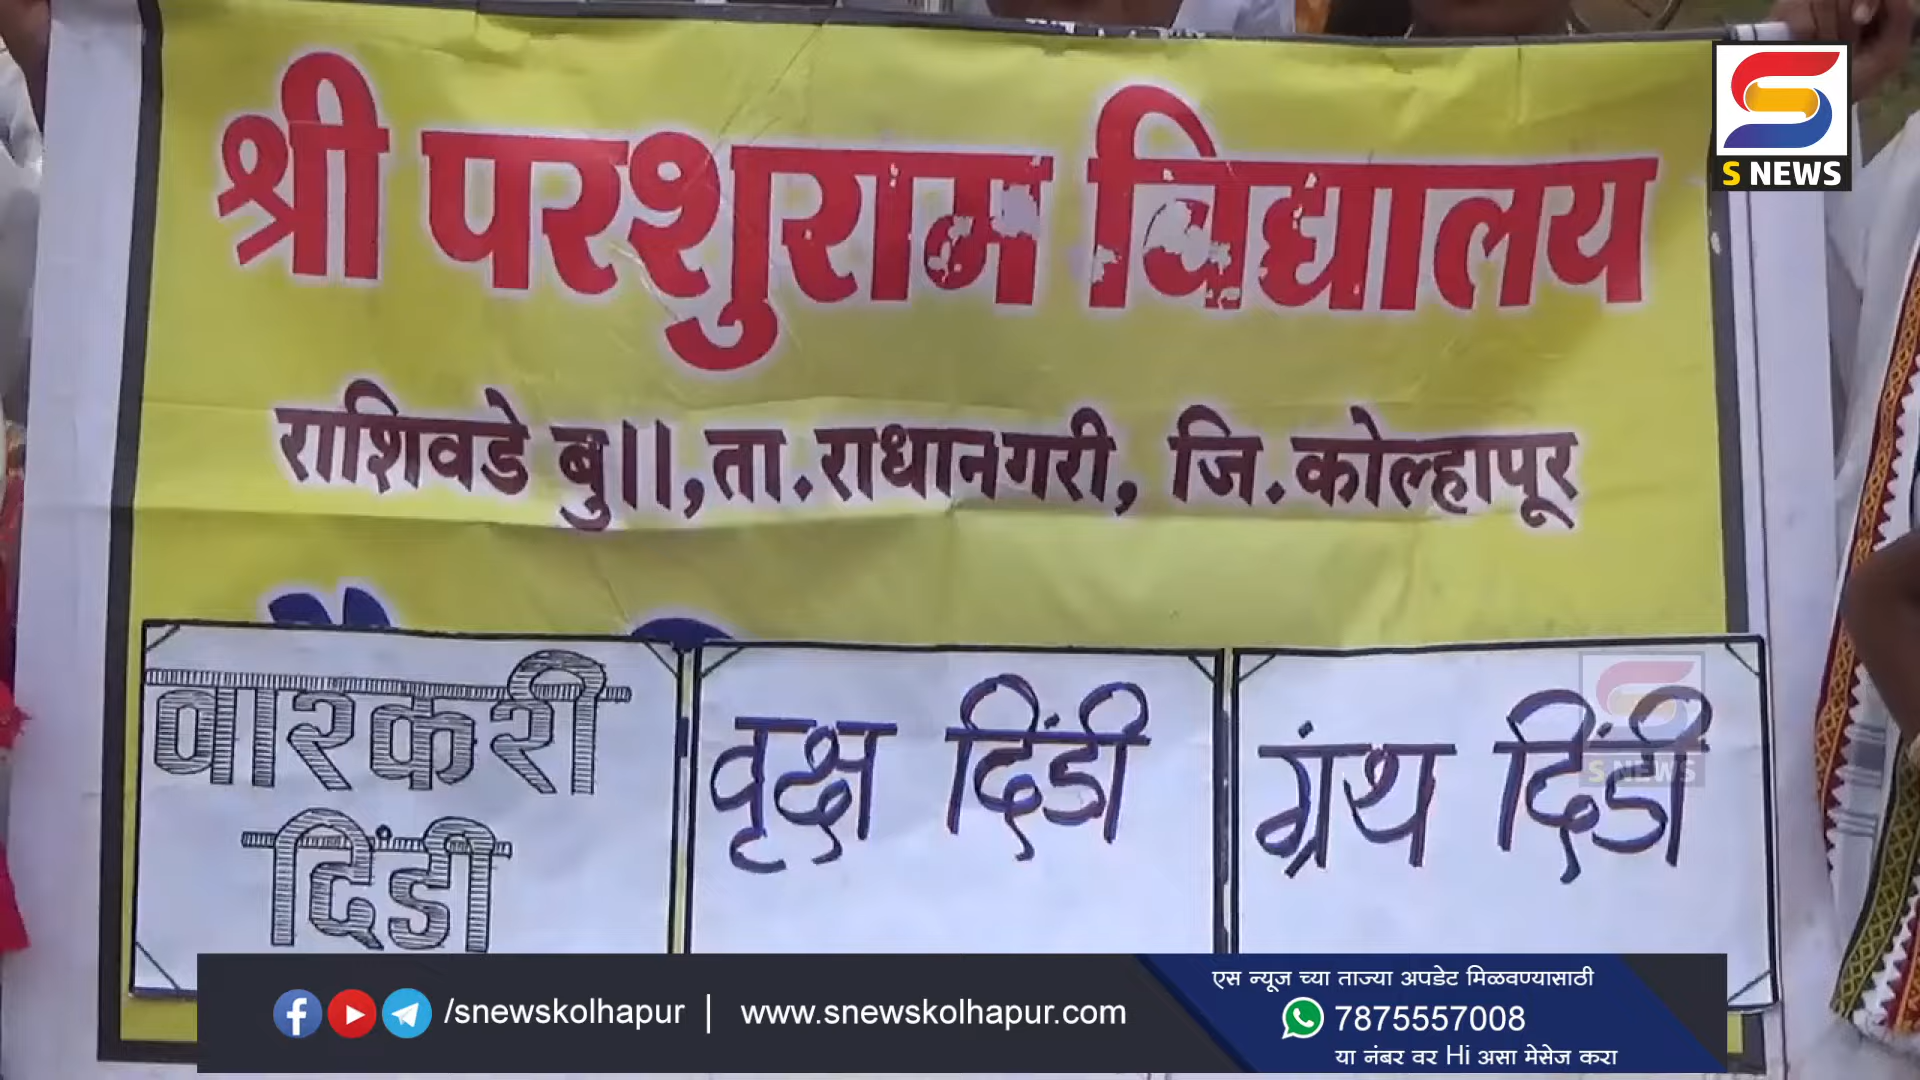 श्री परशुराम विद्यालय
राशिवडे बु||,ता.राधानगरी, जि.कोल्हापूर
वारकरी
दिंडी
वृक्ष दिंडी
ग्रंथ दिंडी
S NEWS
S NEWS
/snewskolhapur | www.snewskolhapur.com
एस न्यूज च्या ताज्या अपडेट मिळवण्यासाठी
7875557008
या नंबर वर Hi असा मेसेज करा